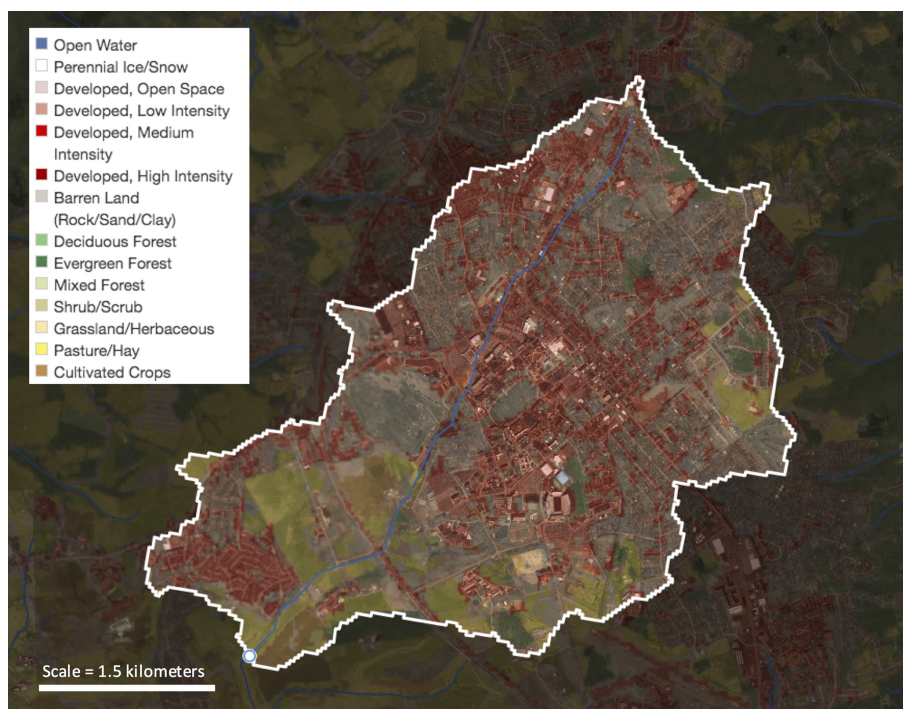 Open Water
Perennial Ice/Snow
Developed, Open Space
Developed, Low Intensity
Developed, Medium
Intensity
Developed, High Intensity
Barren Land
(Rock/Sand/Clay)
Deciduous Forest
Evergreen Forest
Mixed Forest
Shrub/Scrub
Grassland/Herbaceous
Pasture/Hay
Cultivated Crops
Scale = 1.5 kilometers